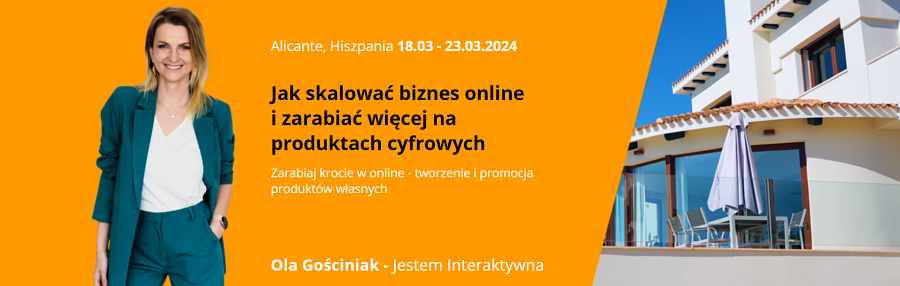 Alicante, Hiszpania 18.03 - 23.03.2024
Jak skalować biznes online
i zarabiać więcej na
produktach cyfrowych
Zarabiaj krocie w online - tworzenie i promocja
produktów własnych
Ola Gościniak - Jestem Interaktywna